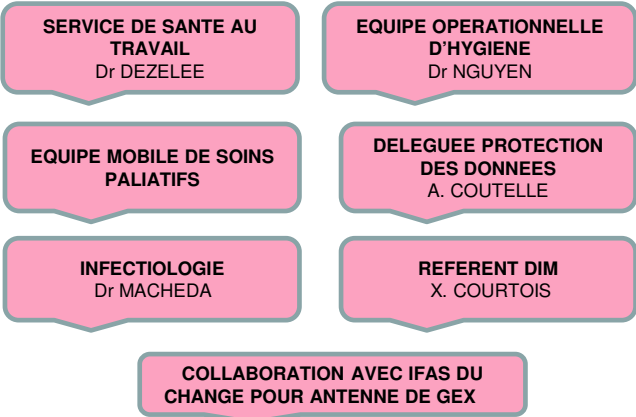 SERVICE DE SANTE AU
TRAVAIL
Dr DEZELEE
EQUIPE OPERATIONNELLE
D'HYGIENE
Dr NGUYEN
EQUIPE MOBILE DE SOINS
PALIATIFS
DELEGUEE PROTECTION
DES DONNEES
A. COUTELLE
INFECTIOLOGIE
Dr MACHEDA
REFERENT DIM
X. COURTOIS
COLLABORATION AVEC IFAS DU
CHANGE POUR ANTENNE DE GEX